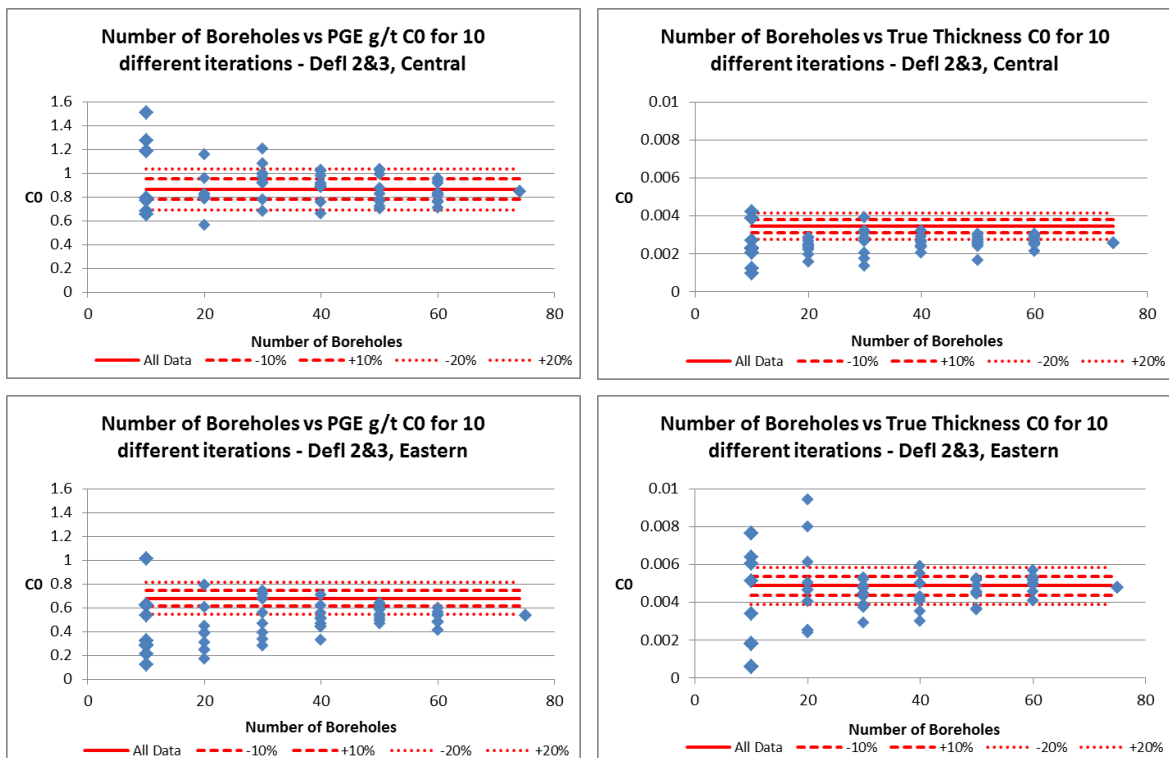 Number of Boreholes vs PGE g/t C0 for 10
different iterations - Defl 2&3, Central
1.6
1.4
1.2
1
0.8
0.6
0.4
0.2
0
C0
0 20 40 60 80
Number of Boreholes
All Data -10% +10% -20% +20%
Number of Boreholes vs True Thickness C0 for 10
different iterations - Defl 2&3, Central
0.01
0.008
0.006
0.004
0.002
0
C0
0 20 40 60 80
Number of Boreholes
All Data -10% +10% -20% +20%
Number of Boreholes vs PGE g/t C0 for 10
different iterations - Defl 2&3, Eastern
1.6
1.4
1.2
1
0.8
0.6
0.4
0.2
0
C0
0 20 40 60 80
Number of Boreholes
All Data -10% +10% -20% +20%
Number of Boreholes vs True Thickness C0 for 10
different iterations - Defl 2&3, Eastern
0.01
0.008
0.006
0.004
0.002
0
C0
0 20 40 60 80
Number of Boreholes
All Data -10% +10% -20% +20%